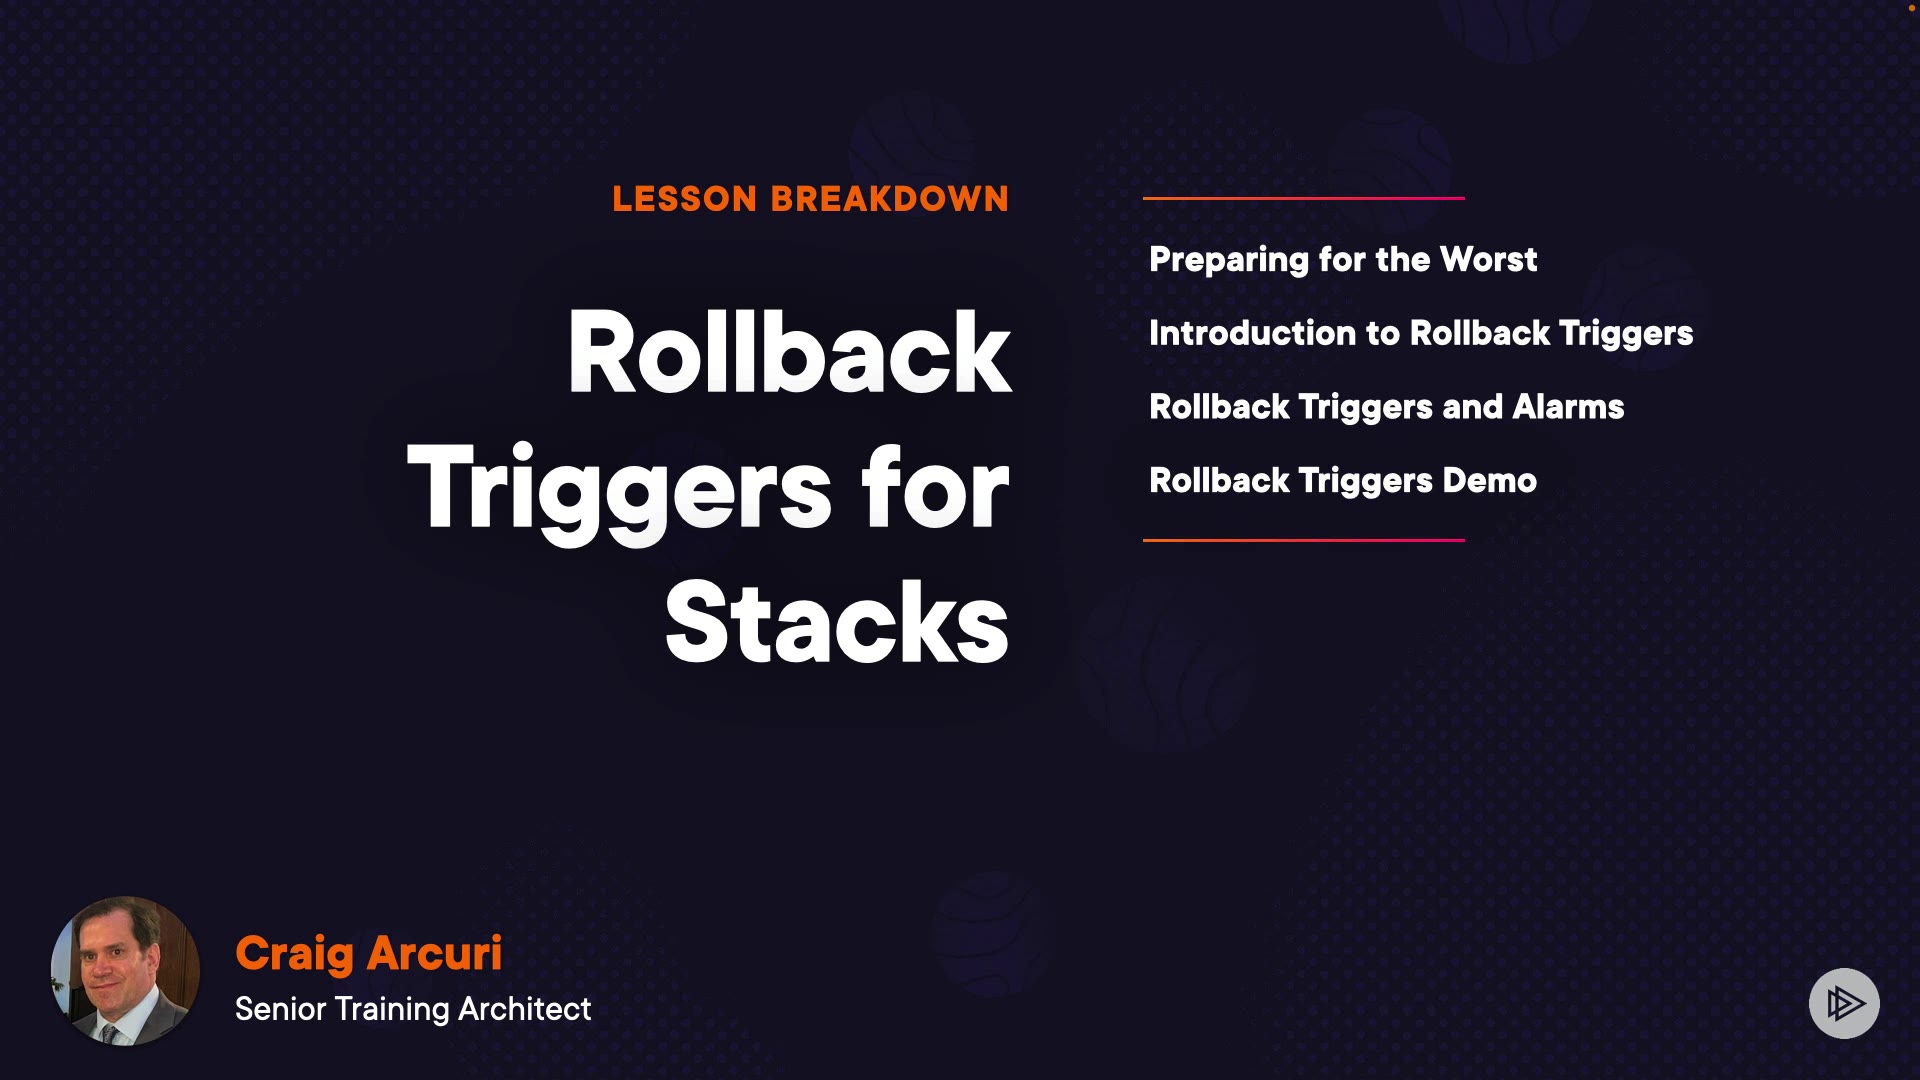 LESSON BREAKDOWN
Rollback
Triggers for
Stacks
Preparing for the Worst
Introduction to Rollback Triggers
Rollback Triggers and Alarms
Rollback Triggers Demo
Craig Arcuri
Senior Training Architect